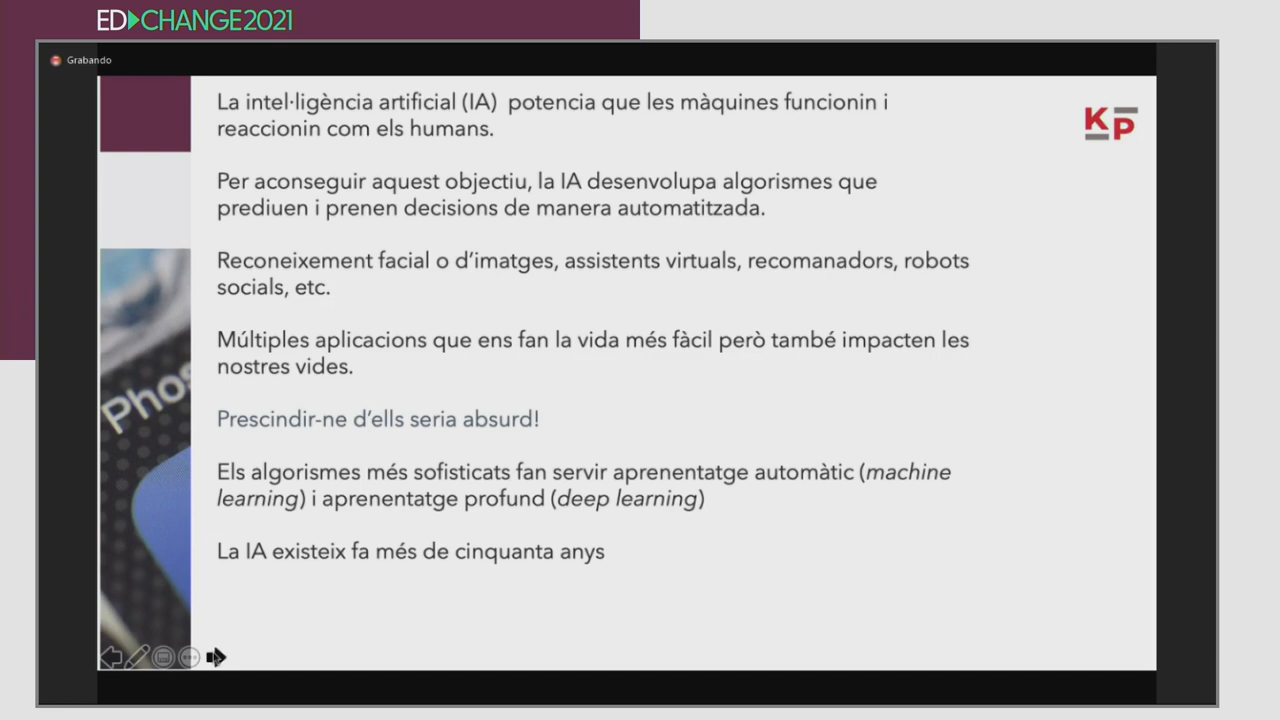 ED CHANGE2021
Grabando
La intel·ligència artificial (IA)  potencia que les màquines funcionin i
reaccionin com els humans.
KP
Per aconseguir aquest objectiu, la IA desenvolupa algorismes que
prediuen i prenen decisions de manera automatitzada.
Reconeixement facial o d’imatges, assistents virtuals, recomanadors, robots
socials, etc.
Múltiples aplicacions que ens fan la vida més fàcil però també impacten les
nostres vides.
Prescindir-ne d’ells seria absurd!
Els algorismes més sofisticats fan servir aprenentatge automàtic (machine
learning) i aprenentatge profund (deep learning)
La IA existeix fa més de cinquanta anys